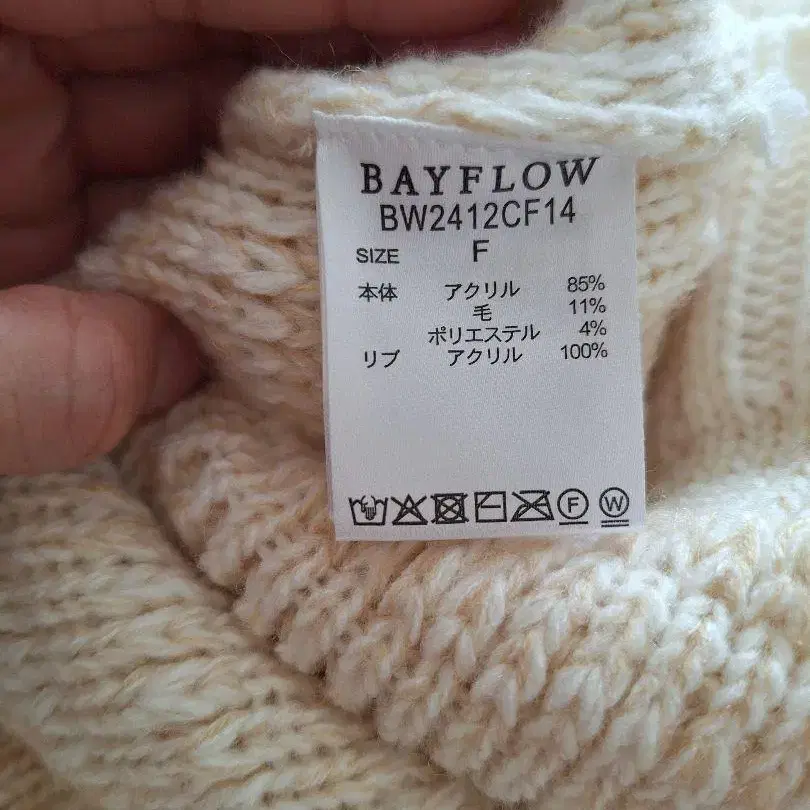 BAYFLOW
BW2412CF14
SIZE F
本体 アクリル 85%
毛 11%
ポリエステル 4%
リブ アクリル 100%
F W